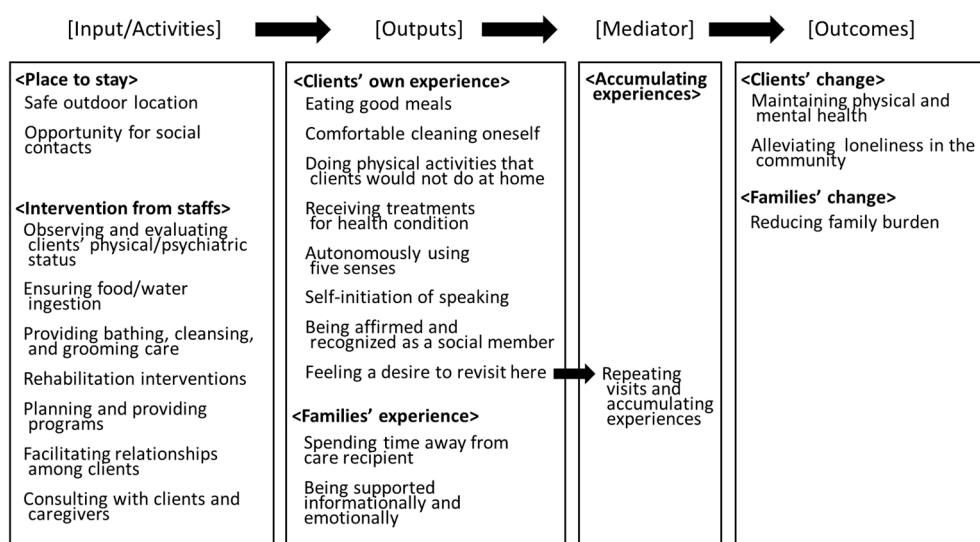 [Input/Activities]
[Outputs]
[Mediator]
[Outcomes]
<Place to stay>
Safe outdoor location
Opportunity for social
contacts
<Intervention from staffs>
Observing and evaluating
clients’ physical/psychiatric
status
Ensuring food/water
ingestion
Providing bathing, cleansing,
and grooming care
Rehabilitation interventions
Planning and providing
programs
Facilitating relationships
among clients
Consulting with clients and
caregivers
<Clients’ own experience>
Eating good meals
Comfortable cleaning oneself
Doing physical activities that
clients would not do at home
Receiving treatments
for health condition
Autonomously using
five senses
Self-initiation of speaking
Being affirmed and
recognized as a social member
Feeling a desire to revisit here
<Families’ experience>
Spending time away from
care recipient
Being supported
informationally and
emotionally
<Accumulating
experiences>
Repeating
visits and
accumulating
experiences
<Clients’ change>
Maintaining physical and
mental health
Alleviating loneliness in the
community
<Families’ change>
Reducing family burden